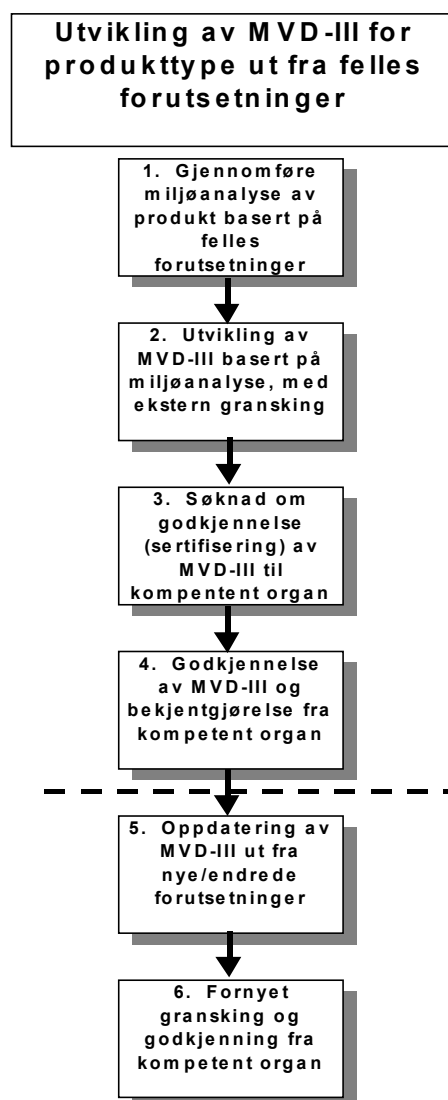 Utvikling av MVD-III for
produkttype ut fra felles
forutsetninger
1. Gjennomføre
miljøanalyse av
produkt basert på
felles
forutsetninger
2. Utvikling av
MVD-III basert på
miljøanalyse, med
ekstern gransking
3. Søknad om
godkjennelse
(sertifisering) av
MVD-III til
kompentent organ
4. Godkjennelse
av MVD-III og
bekjentgjørelse fra
kompetent organ
5. Oppdatering av
MVD-III ut fra
nye/endrede
forutsetninger
6. Fornyet
gransking og
godkjenning fra
kompetent organ